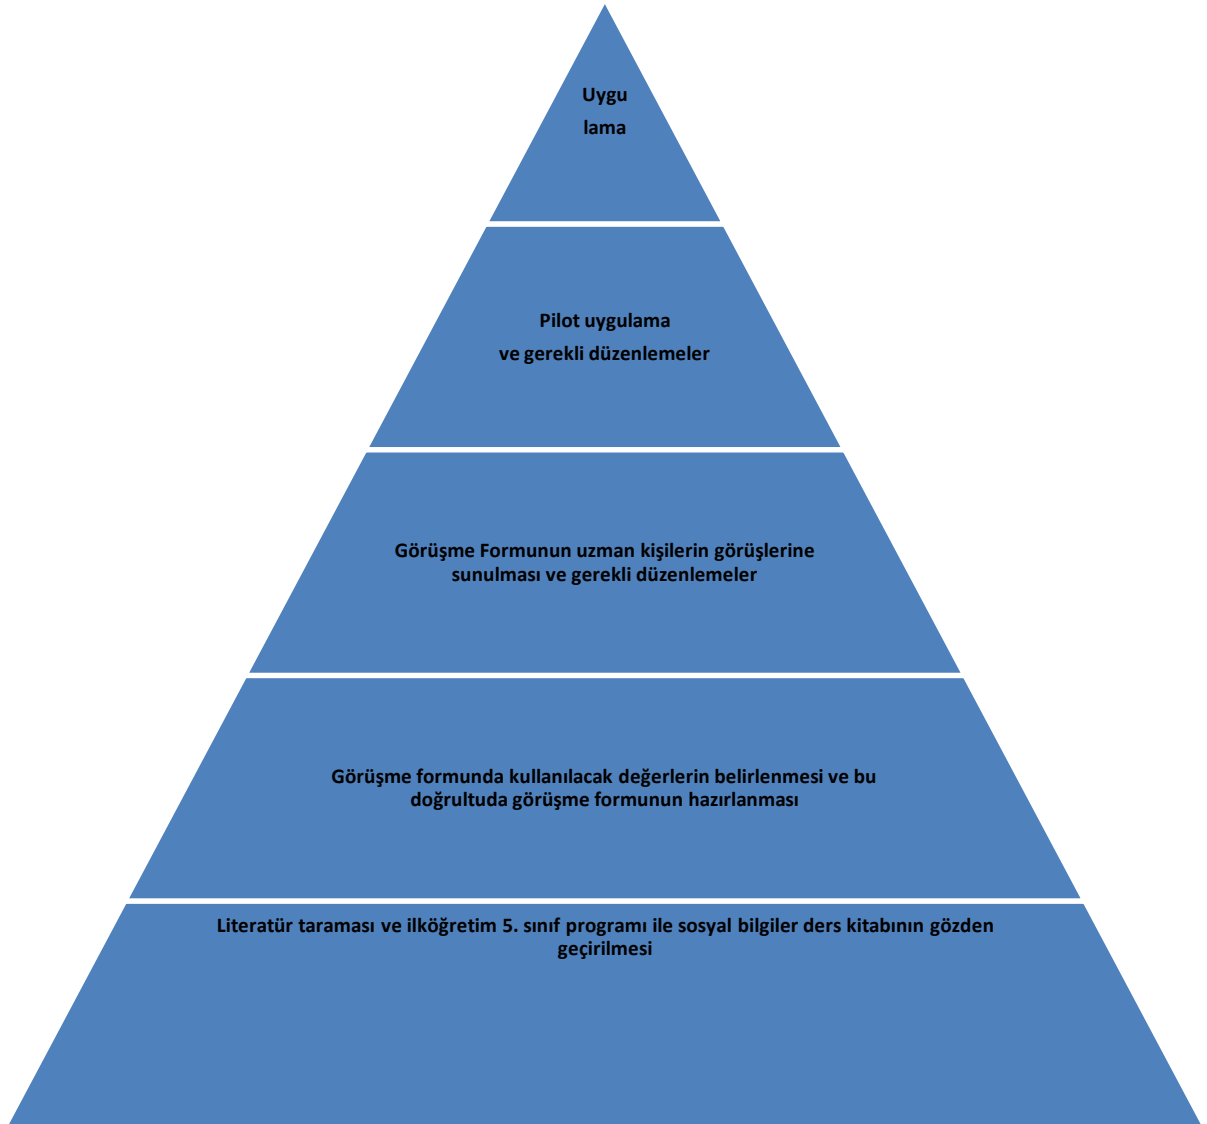 Uygu
lama
Pilot uygulama
ve gerekli düzenlemeler
Görüşme Formunun uzman kişilerin görüşlerine
sunulması ve gerekli düzenlemeler
Görüşme formunda kullanılacak değerlerin belirlenmesi ve bu
doğrultuda görüşme formunun hazırlanması
Literatür taraması ve ilköğretim 5. sınıf programı ile sosyal bilgiler ders kitabının gözden
geçirilmesi